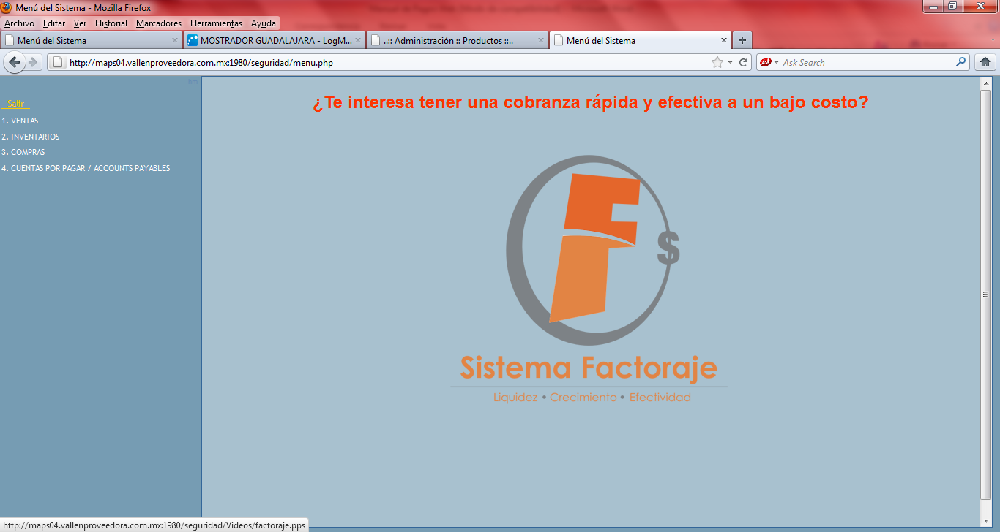 Menú del Sistema - Mozilla Firefox
Archivo Editar Ver Historial Marcadores Herramientas Ayuda
Menú del Sistema
MOSTRADOR GUADALAJARA - LogM...
..:: Administración :: Productos ::..
Menú del Sistema
http://maps04.vallenproveedora.com.mx:1980/seguridad/menu.php
Ask Ask Search
- Salir -
1. VENTAS
2. INVENTARIOS
3. COMPRAS
4. CUENTAS POR PAGAR / ACCOUNTS PAYABLES
¿Te interesa tener una cobranza rápida y efectiva a un bajo costo?
F $
Sistema Factoraje
Liquidez • Crecimiento • Efectividad
http://maps04.vallenproveedora.com.mx:1980/seguridad/Videos/factoraje.pps